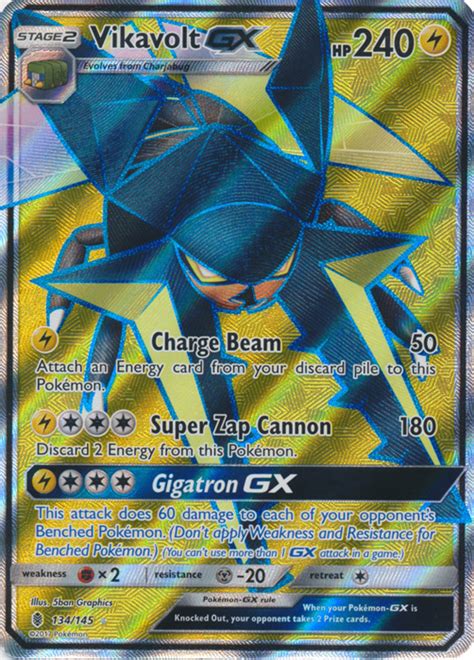 STAGE2 Vikavolt GX HP 240
Evolves from Charjabug
Charge Beam 50
Attach an Energy card from your discard pile to this
Pokémon.
Super Zap Cannon 180
Discard 2 Energy from this Pokémon.
Gigatron GX
This attack does 60 damage to each of your opponent's
Benched Pokémon. (Don't apply Weakness and Resistance for
Benched Pokémon.) (You can't use more than 1 GX attack in a game.)
weakness × 2 resistance -20 retreat
Illus. 5ban Graphics
Pokémon-GX rule
134/145
When your Pokémon-GX is
Knocked Out, your opponent takes 2 Prize cards.
©2017 Pokémon